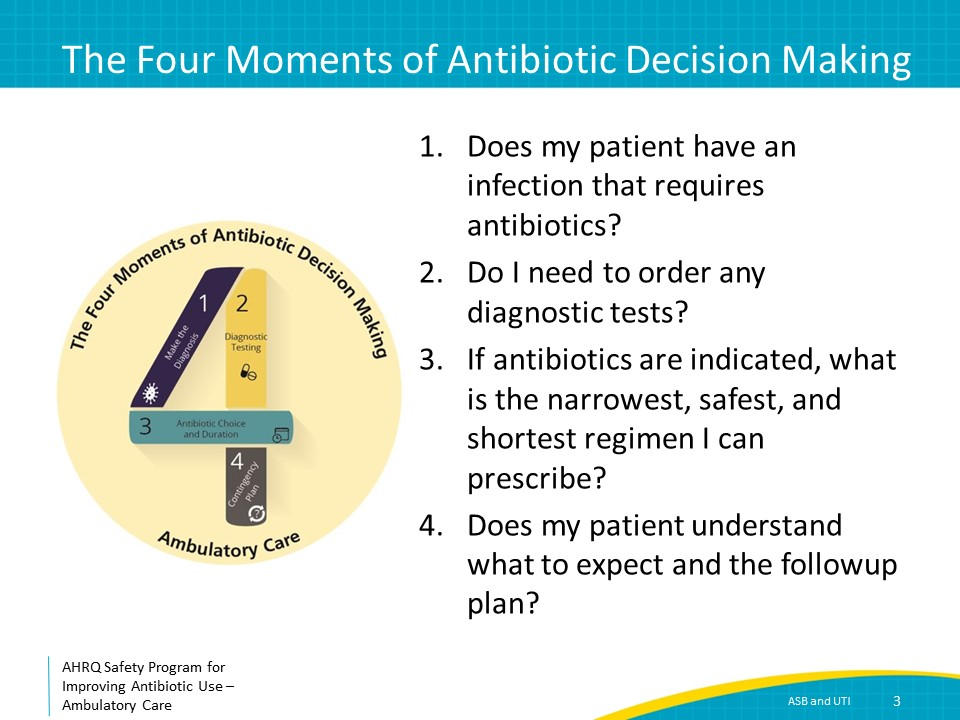 The Four Moments of Antibiotic Decision Making
The Four Moments of Antibiotic Decision Making
1
Make the
Diagnosis
2
Diagnostic
Testing
3
Antibiotic Choice
and Duration
4
Contingency
Plan
?
Ambulatory Care
1. Does my patient have an
infection that requires
antibiotics?
2. Do I need to order any
diagnostic tests?
3. If antibiotics are indicated, what
is the narrowest, safest, and
shortest regimen I can
prescribe?
4. Does my patient understand
what to expect and the followup
plan?
AHRQ Safety Program for
Improving Antibiotic Use –
Ambulatory Care
ASB and UTI 3